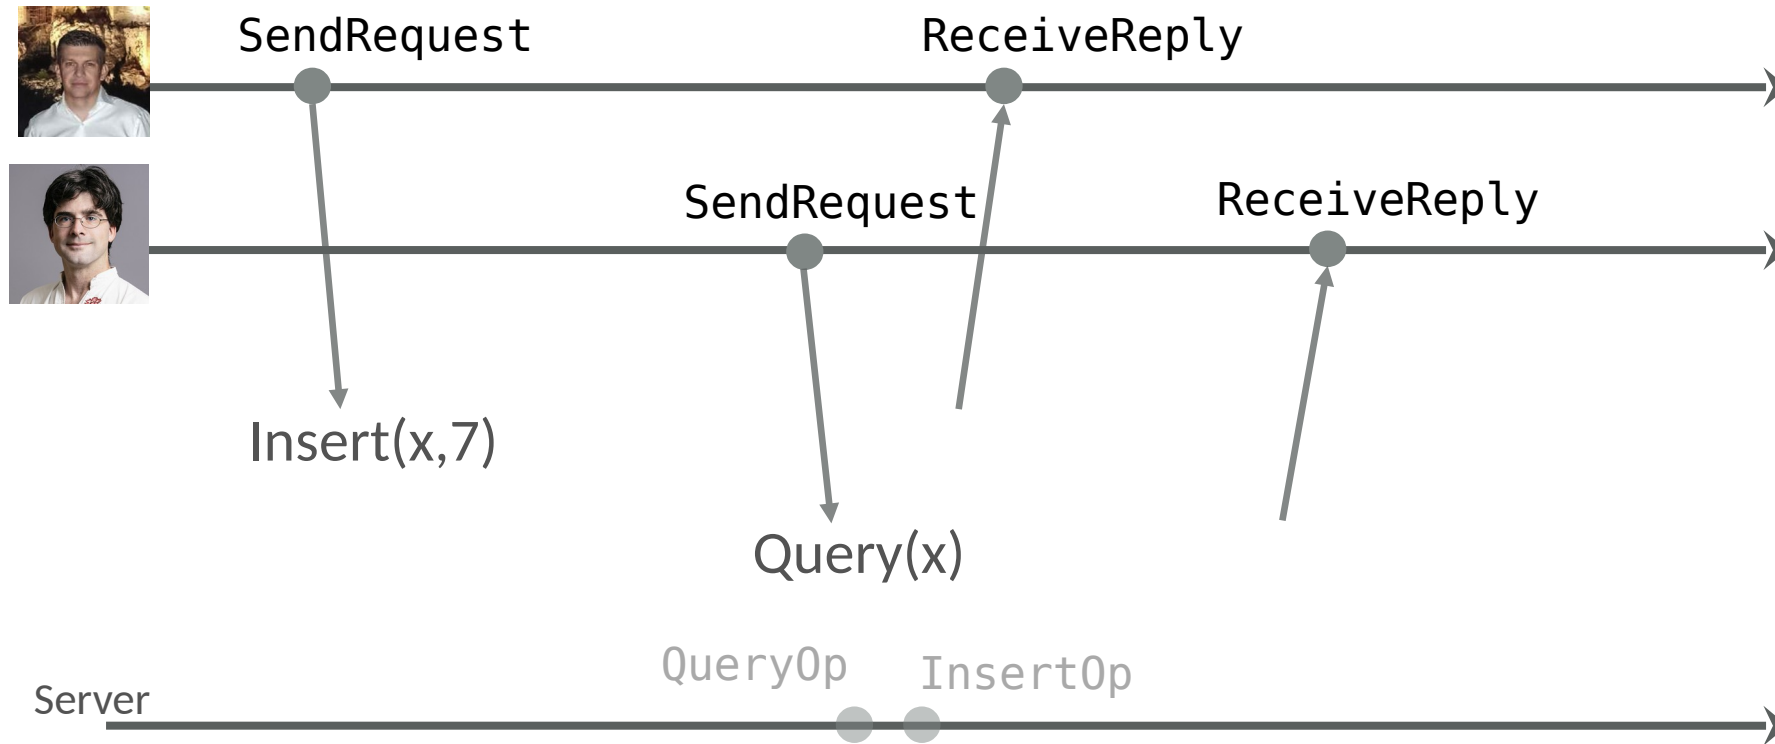 SendRequest
ReceiveReply
SendRequest
ReceiveReply
Insert(x,7)
Query(x)
QueryOp
InsertOp
Server